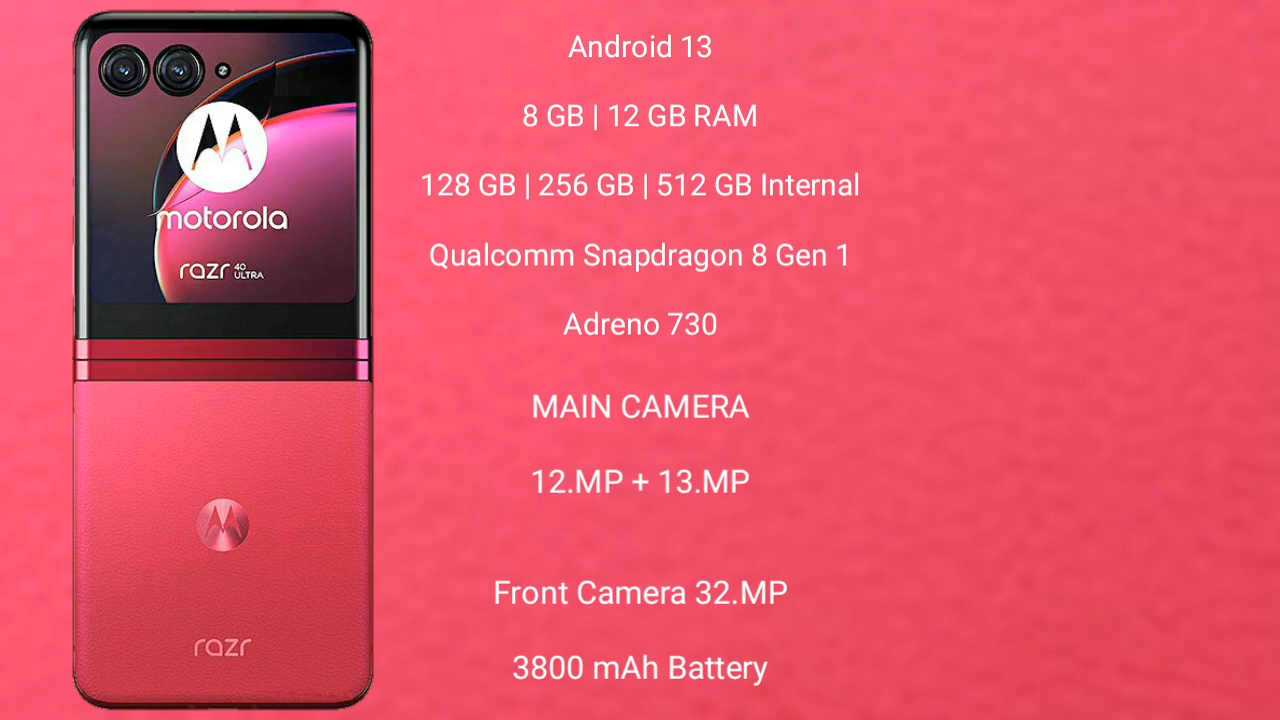 motorola
razr 40 ULTRA
razr
Android 13
8 GB | 12 GB RAM
128 GB | 256 GB | 512 GB Internal
Qualcomm Snapdragon 8 Gen 1
Adreno 730
MAIN CAMERA
12.MP + 13.MP
Front Camera 32.MP
3800 mAh Battery